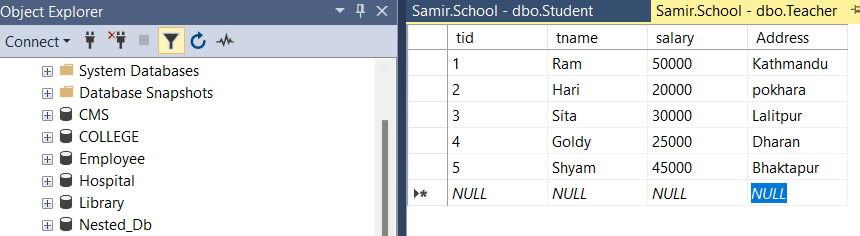 Object Explorer
Connect
System Databases
Database Snapshots
CMS
COLLEGE
Employee
Hospital
Library
Nested_Db
Samir.School - dbo.Student
Samir.School - dbo.Teacher
tid tname salary Address
1 Ram 50000 Kathmandu
2 Hari 20000 pokhara
3 Sita 30000 Lalitpur
4 Goldy 25000 Dharan
5 Shyam 45000 Bhaktapur
NULL NULL NULL NULL